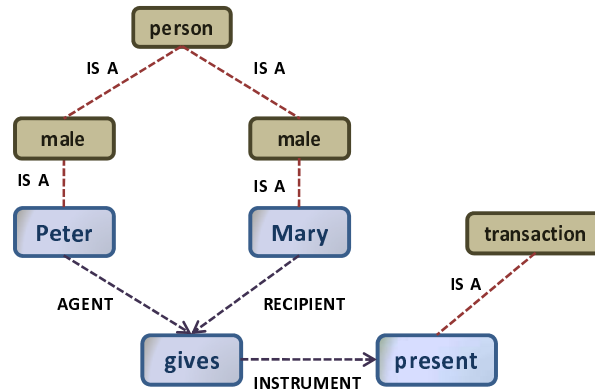 person
IS A
IS A
male
male
IS A
IS A
Peter
Mary
transaction
AGENT
RECIPIENT
IS A
gives
present
INSTRUMENT